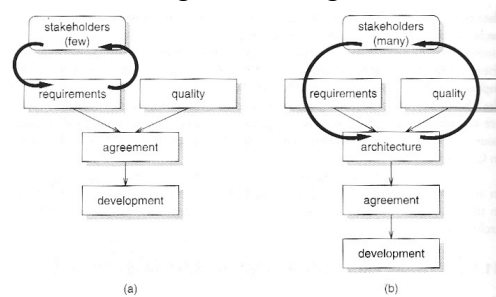 stakeholders
(few)
requirements
quality
agreement
development
(a)
stakeholders
(many)
requirements
quality
architecture
agreement
development
(b)